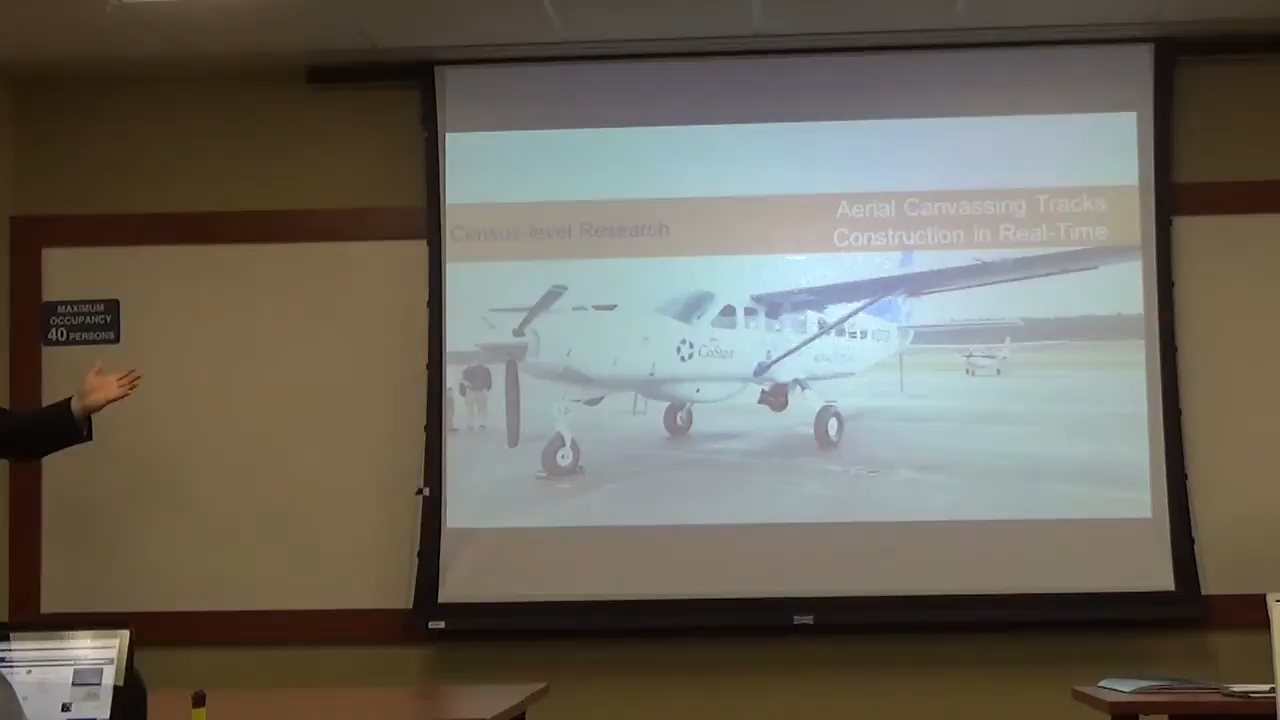 Aerial Canvassing Tracks
Census-level Research
Construction in Real-Time
MAXIMUM
OCCUPANCY
40 PERSONS
CoStar